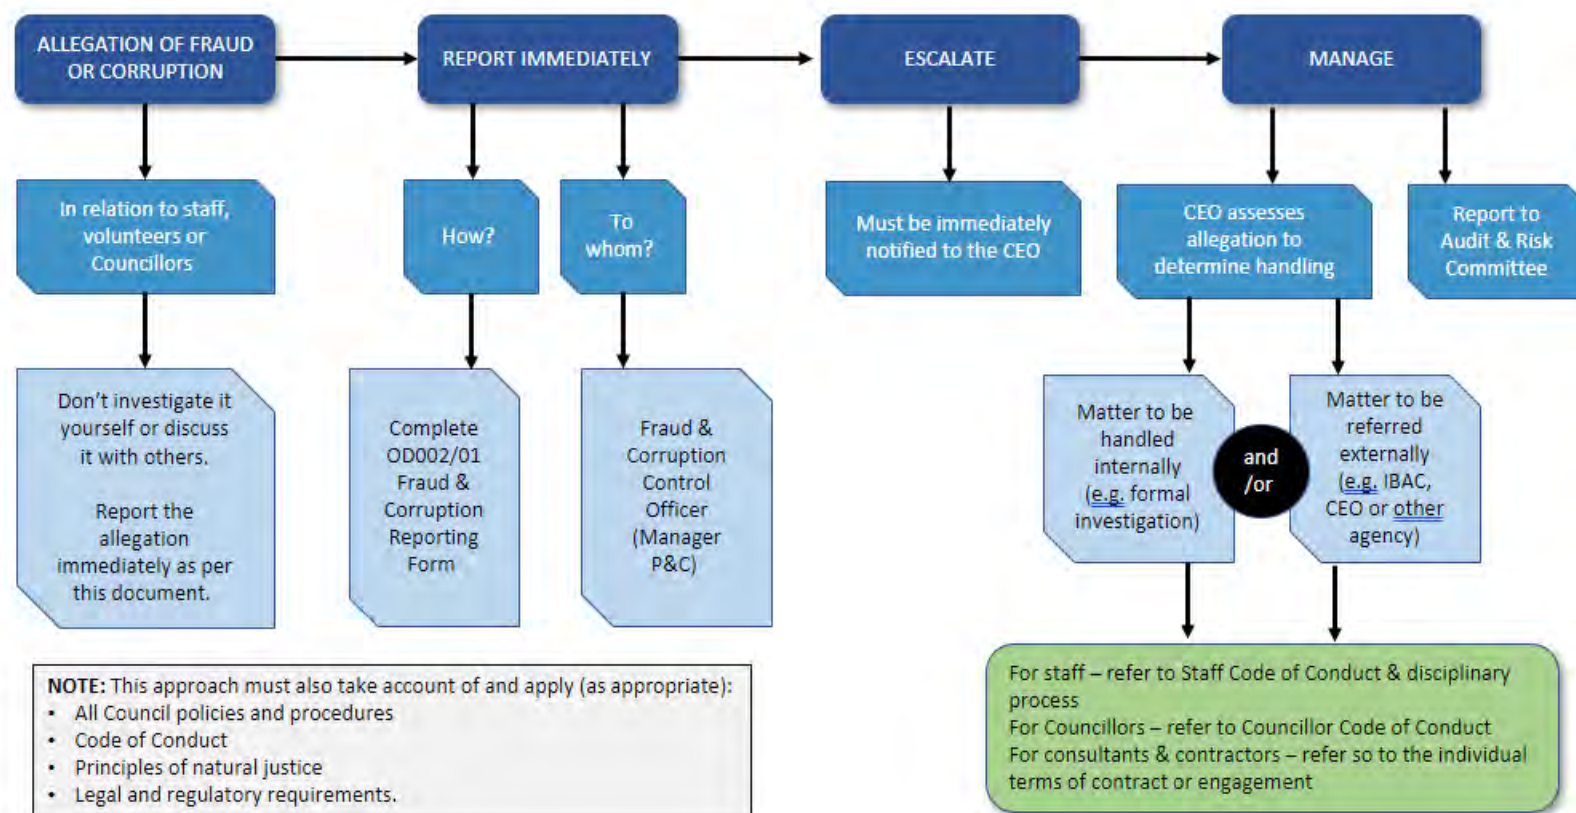 ALLEGATION OF FRAUD
OR CORRUPTION
REPORT IMMEDIATELY
ESCALATE
MANAGE
In relation to staff,
volunteers or
Councillors
How?
To
whom?
Must be immediately
notified to the CEO
CEO assesses
allegation to
determine handling
Report to
Audit & Risk
Committee
Don’t investigate it
yourself or discuss
it with others.
Report the
allegation
immediately as per
this document.
Complete
OD002/01
Fraud &
Corruption
Reporting
Form
Fraud &
Corruption
Control
Officer
(Manager
P&C)
Matter to be
handled
internally
(e.g. formal
investigation)
and
/or
Matter to be
referred
externally
(e.g. IBAC,
CEO or other
agency)
NOTE: This approach must also take account of and apply (as appropriate):
• All Council policies and procedures
• Code of Conduct
• Principles of natural justice
• Legal and regulatory requirements.
For staff – refer to Staff Code of Conduct & disciplinary
process
For Councillors – refer to Councillor Code of Conduct
For consultants & contractors – refer so to the individual
terms of contract or engagement